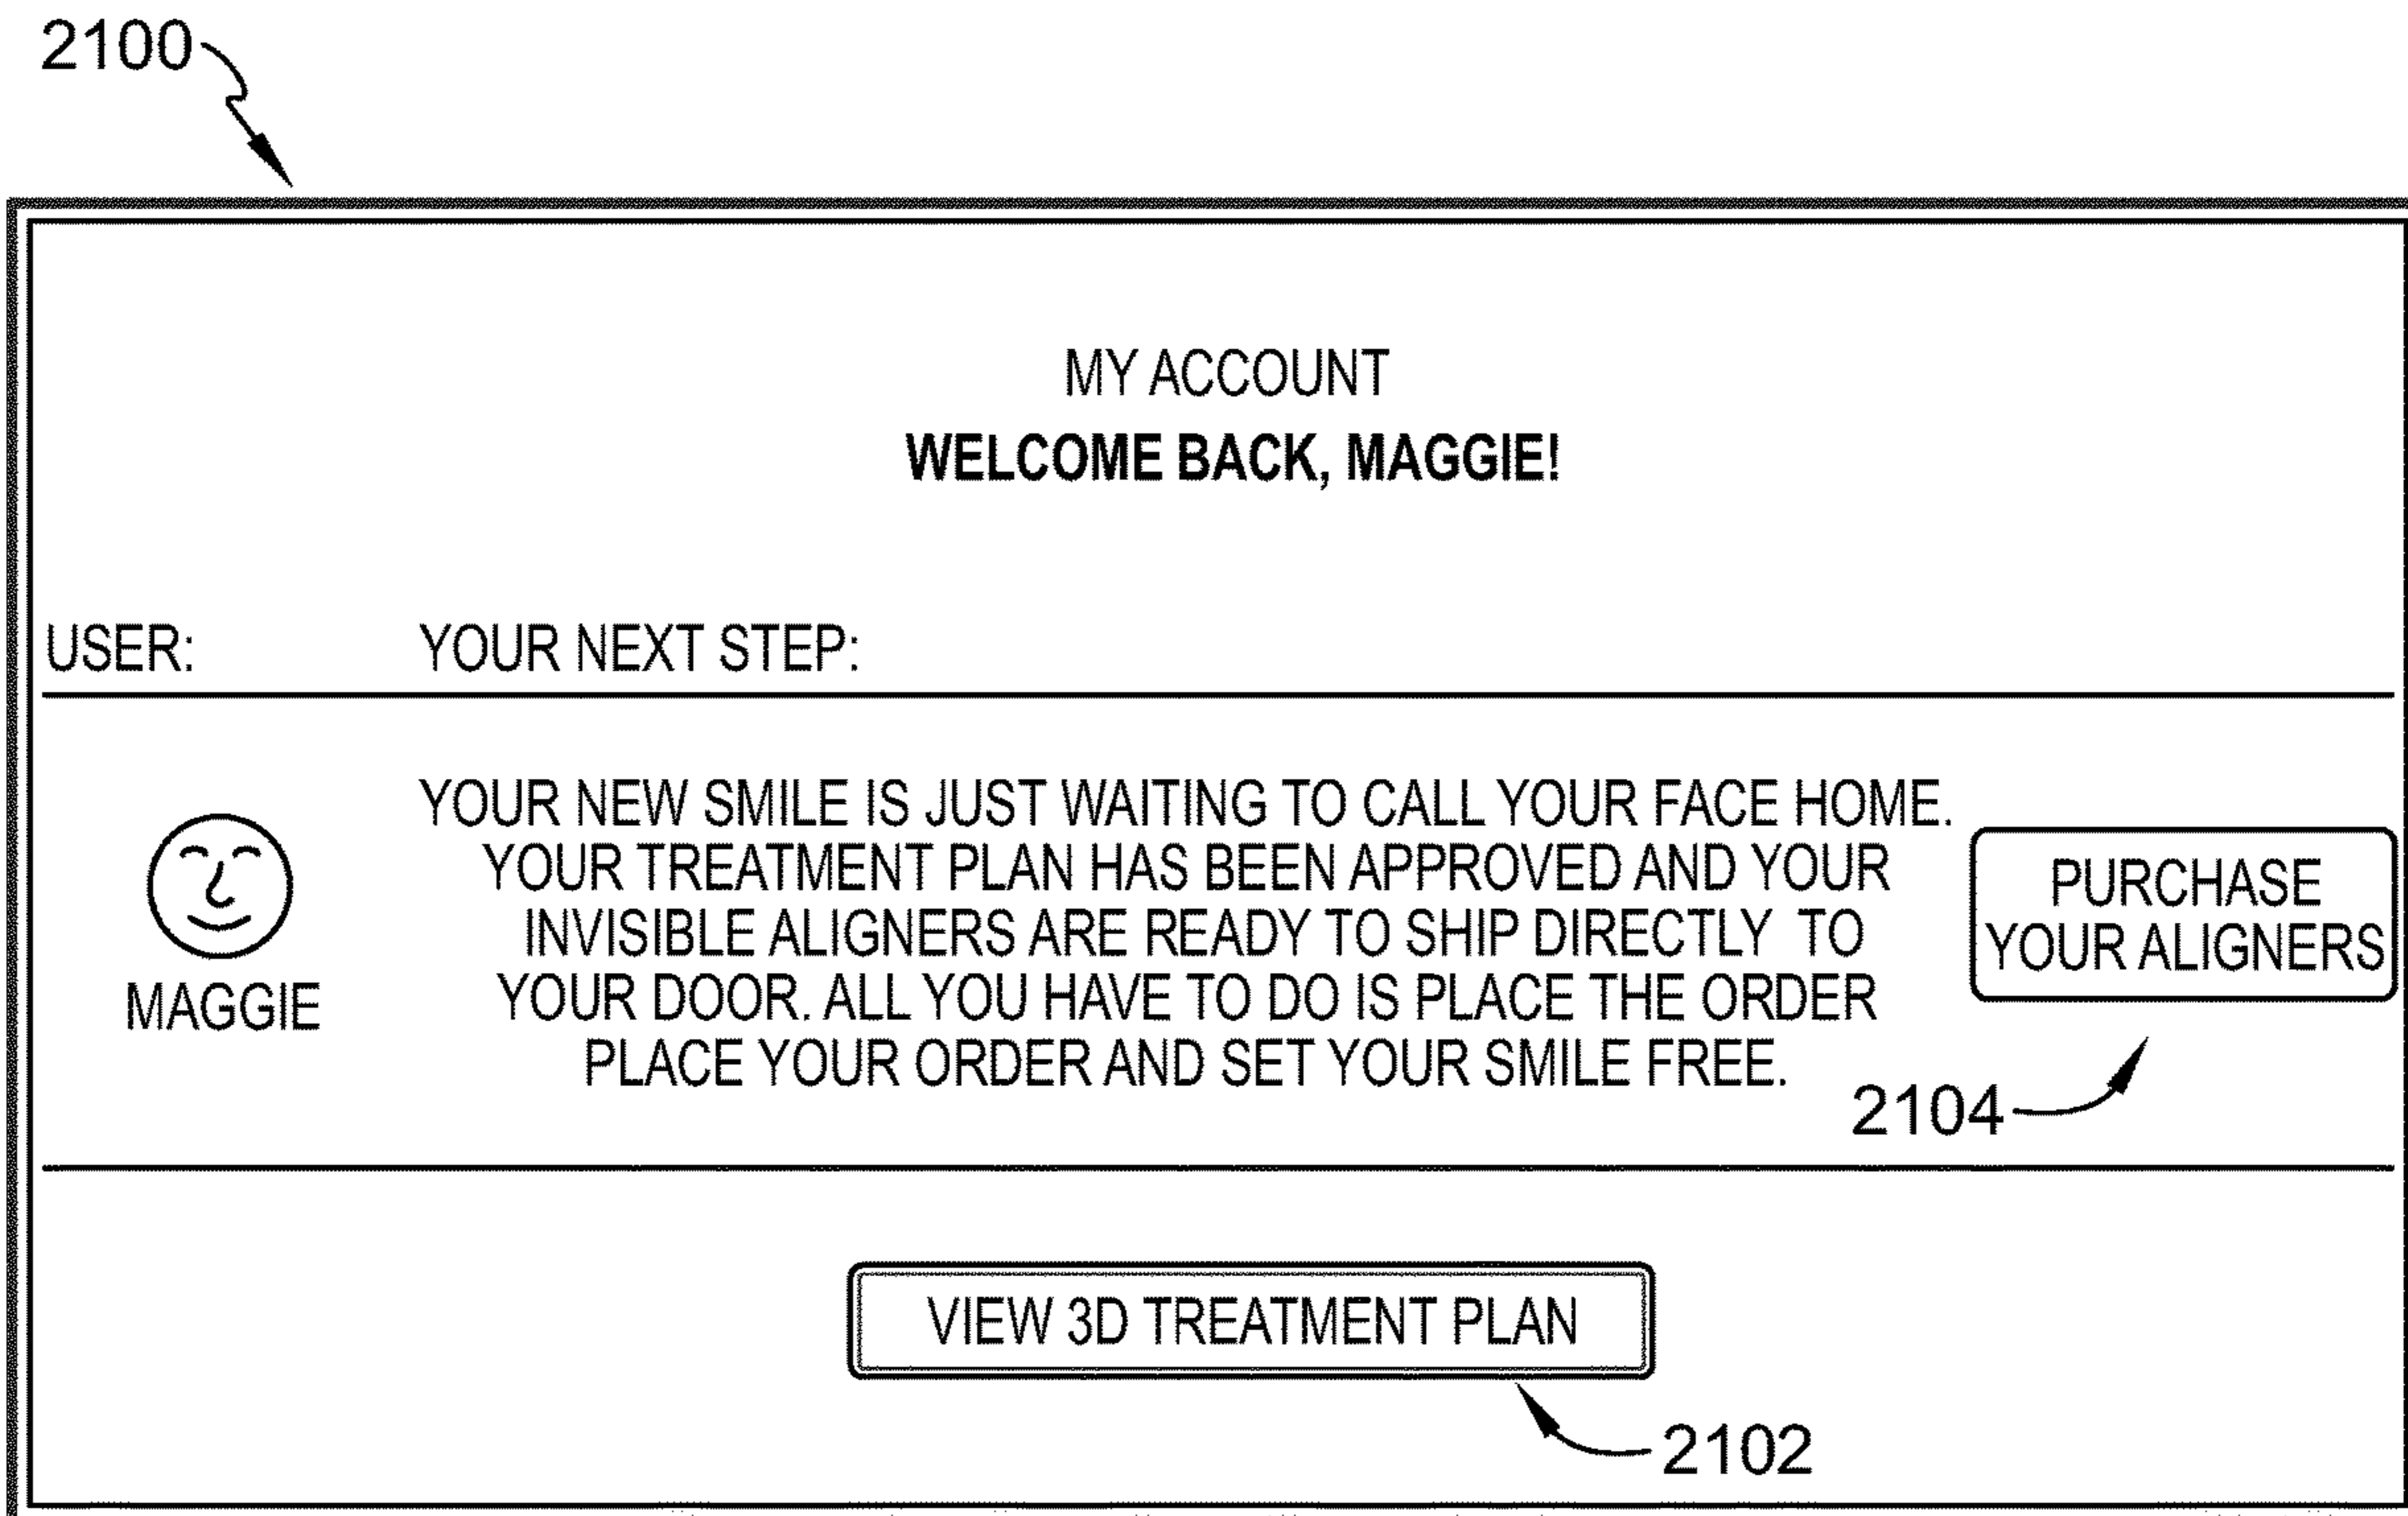 2100
MY ACCOUNT
WELCOME BACK, MAGGIE!
USER: YOUR NEXT STEP:
YOUR NEW SMILE IS JUST WAITING TO CALL YOUR FACE HOME.
YOUR TREATMENT PLAN HAS BEEN APPROVED AND YOUR
INVISIBLE ALIGNERS ARE READY TO SHIP DIRECTLY TO
YOUR DOOR. ALL YOU HAVE TO DO IS PLACE THE ORDER
PLACE YOUR ORDER AND SET YOUR SMILE FREE.
MAGGIE
PURCHASE
YOUR ALIGNERS
2104
VIEW 3D TREATMENT PLAN
2102